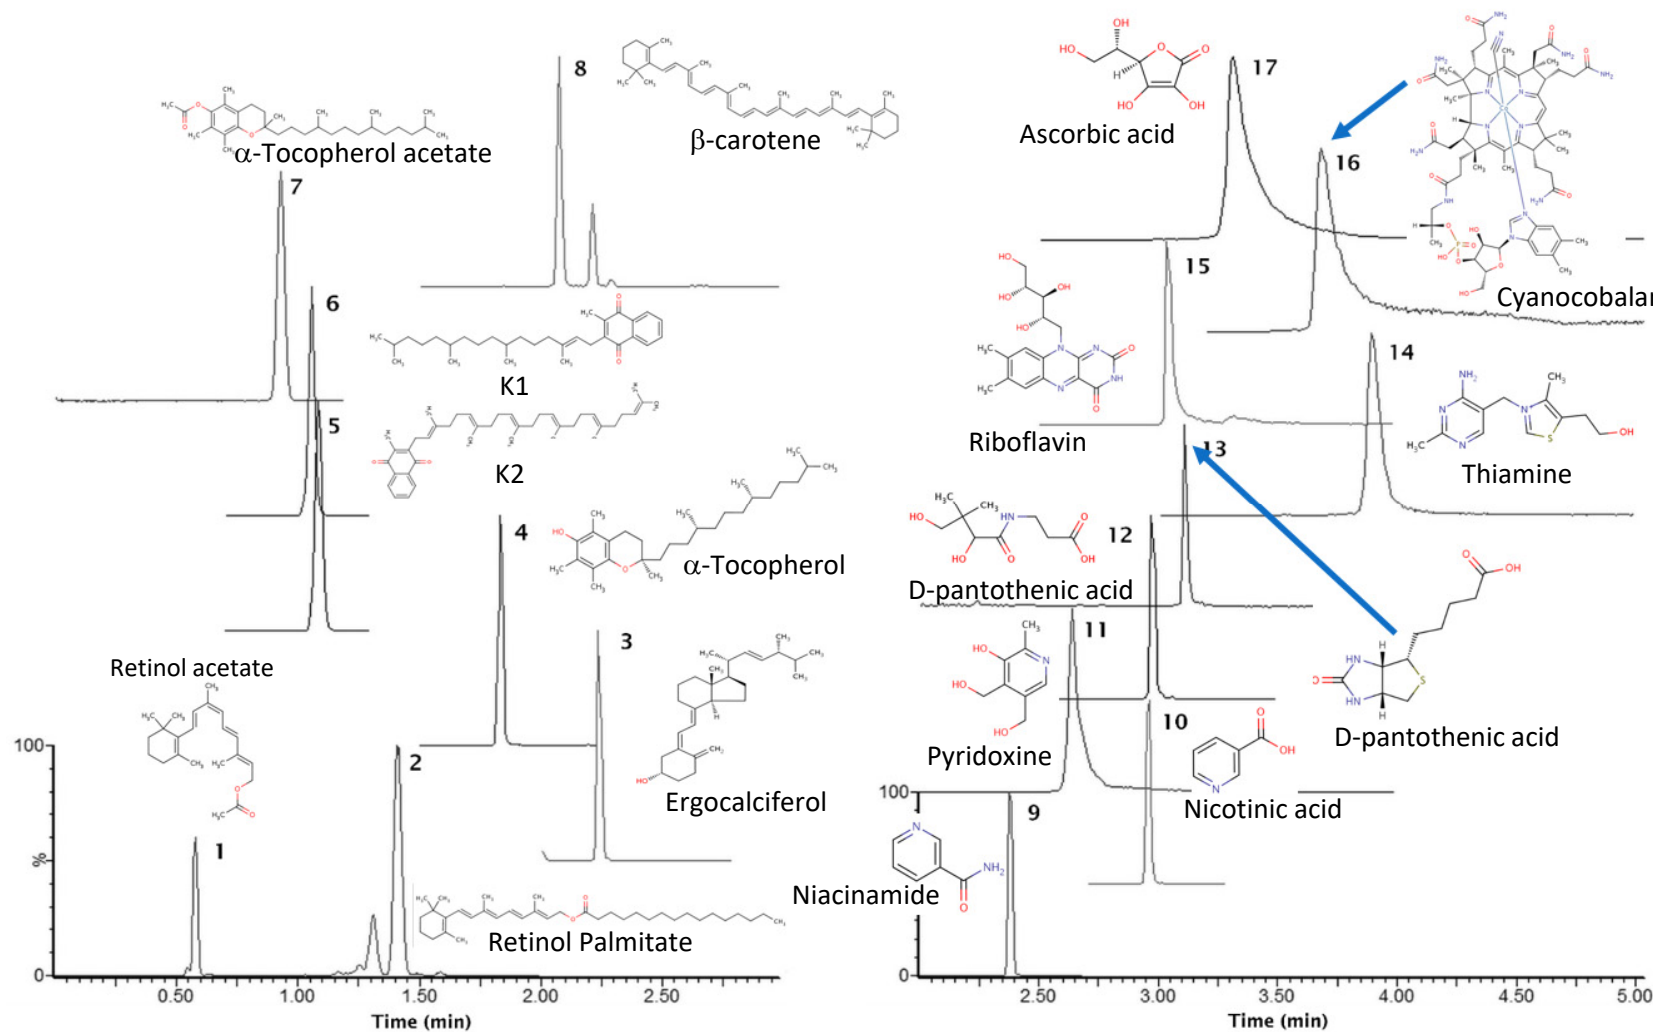 α-Tocopherol acetate
7
8
β-carotene
6
K1
5
K2
4
α-Tocopherol
3
Ergocalciferol
Retinol acetate
2
1
Retinol Palmitate
100
%
0
0.50 1.00 1.50 2.00 2.50
Time (min)
Ascorbic acid
17
16
Cyanocobalar
15
Riboflavin
14
Thiamine
13
12
D-pantothenic acid
11
Pyridoxine
10
Nicotinic acid
D-pantothenic acid
9
Niacinamide
100
0
2.50 3.00 3.50 4.00 4.50 5.00
Time (min)